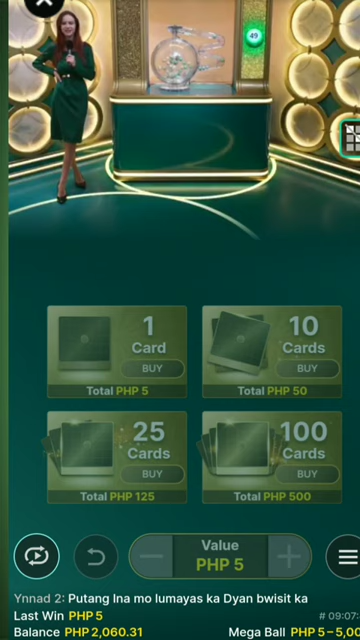 49
1
Card
BUY
Total PHP 5
10
Cards
BUY
Total PHP 50
25
Cards
BUY
Total PHP 125
100
Cards
BUY
Total PHP 500
Value
PHP 5
Ynnad 2: Putang Ina mo lumayas ka Dyan bwisit ka
Last Win PHP 5
# 09:07:
Balance PHP 2,060.31
Mega Ball PHP 5 – 5,00